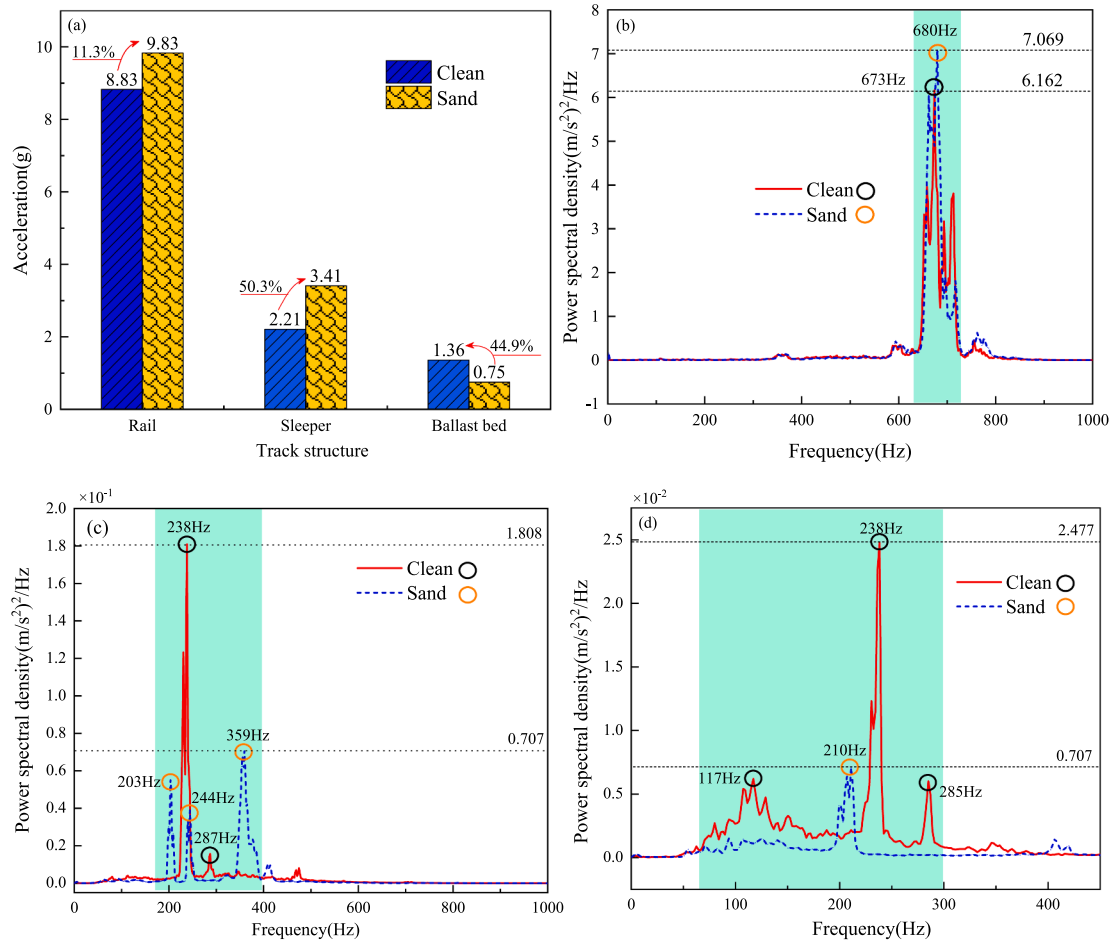 (a)
Acceleration(g)
10
8
6
4
2
0
11.3%
9.83
8.83
Clean
Sand
50.3%
3.41
2.21
1.36
44.9%
0.75
Rail
Sleeper
Ballast bed
Track structure
(b)
Power spectral density(m/s²)²/Hz
8
7
6
5
4
3
2
1
0
-1
680Hz
7.069
673Hz
6.162
Clean
Sand
0
200
400
600
800
1000
Frequency(Hz)
×10⁻¹
(c)
Power spectral density(m/s²)²/Hz
2.0
1.8
1.6
1.4
1.2
1.0
0.8
0.6
0.4
0.2
0.0
238Hz
1.808
Clean
Sand
359Hz
0.707
203Hz
244Hz
287Hz
0
200
400
600
800
1000
Frequency(Hz)
×10⁻²
(d)
Power spectral density(m/s²)²/Hz
2.5
2.0
1.5
1.0
0.5
0.0
238Hz
2.477
Clean
Sand
210Hz
0.707
117Hz
285Hz
0
100
200
300
400
Frequency(Hz)